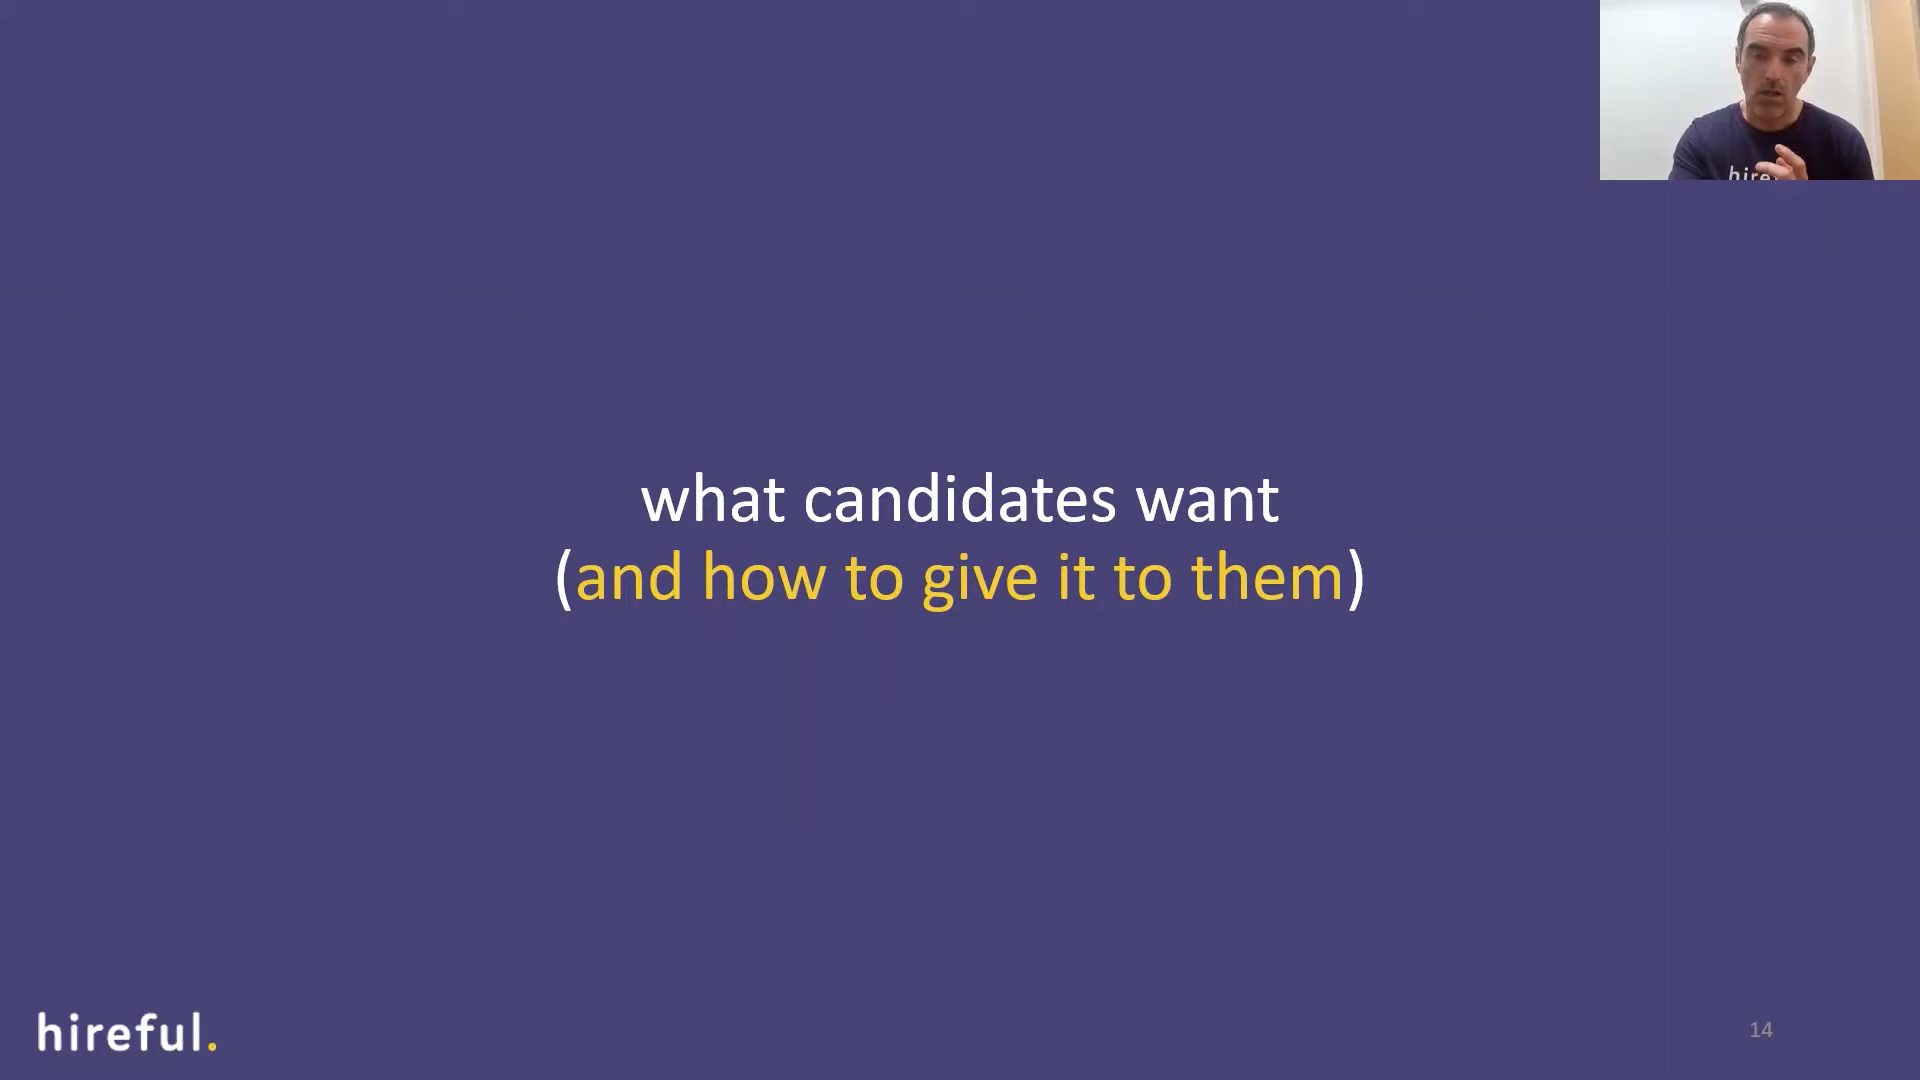 what candidates want
(and how to give it to them)
hireful.
14